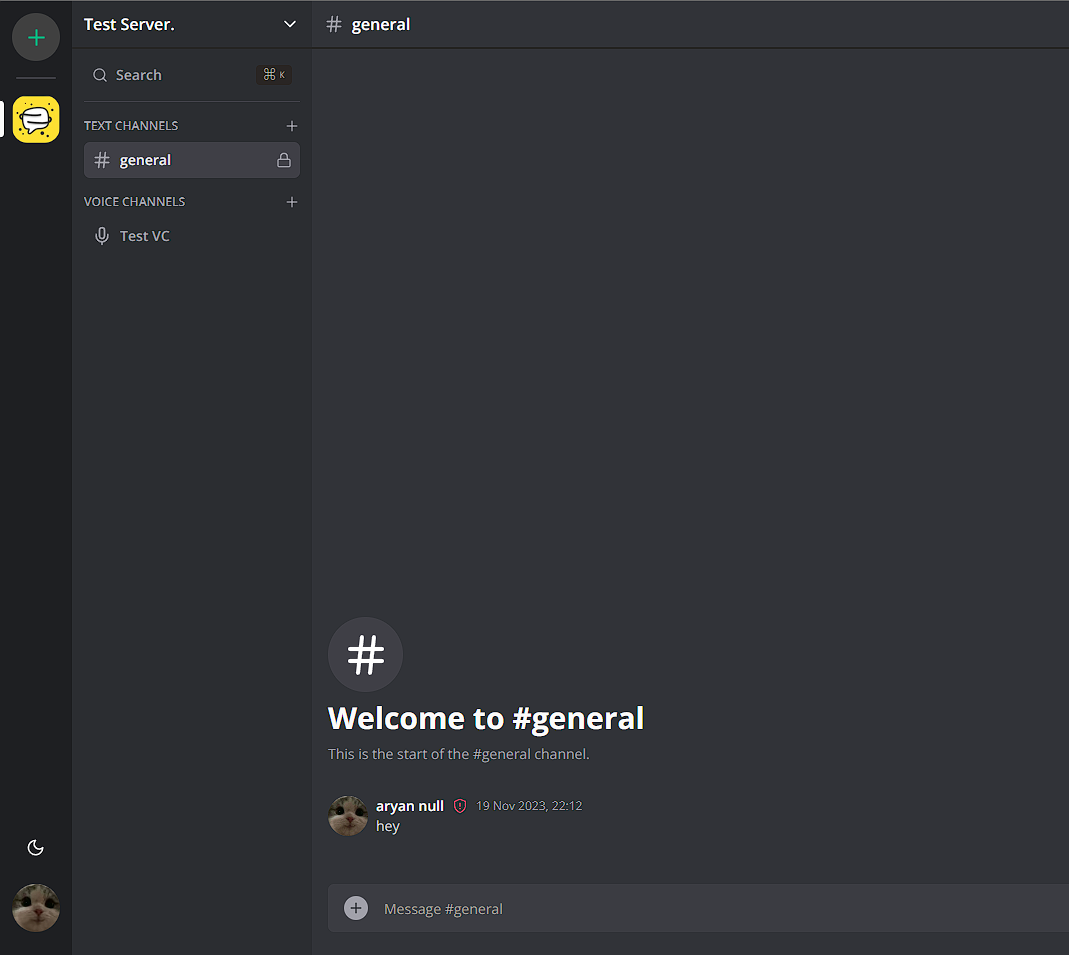 Test Server.
# general
Search
⌘ K
TEXT CHANNELS
# general
VOICE CHANNELS
Test VC
#
Welcome to #general
This is the start of the #general channel.
aryan null 19 Nov 2023, 22:12
hey
Message #general